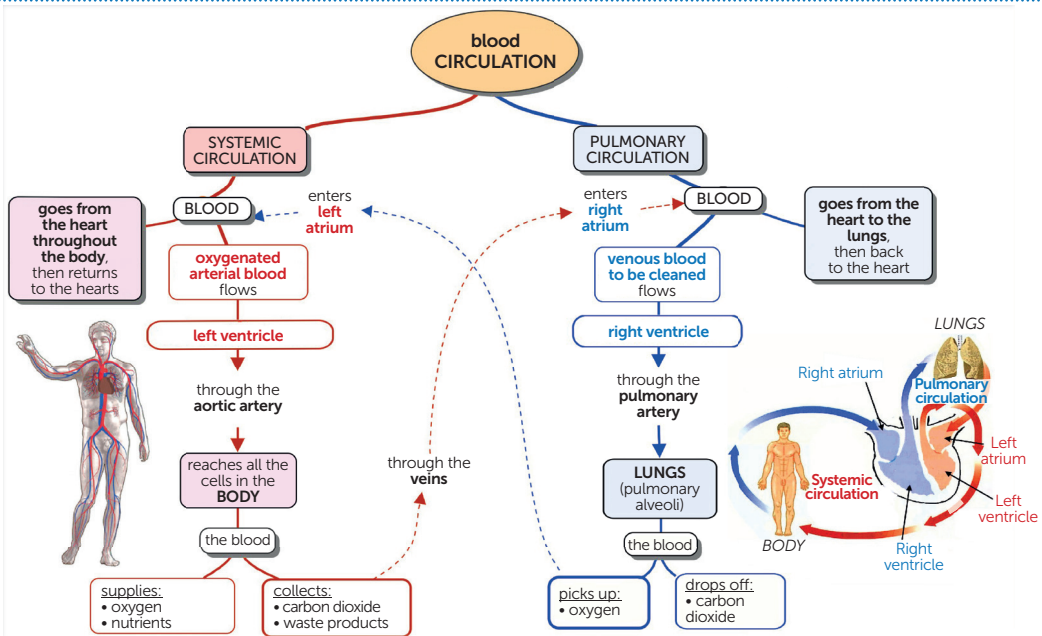 blood
CIRCULATION
SYSTEMIC
CIRCULATION
BLOOD
goes from
the heart
throughout
the body,
then returns
to the hearts
enters
left
atrium
oxygenated
arterial blood
flows
left ventricle
through the
aortic artery
reaches all the
cells in the
BODY
the blood
supplies:
• oxygen
• nutrients
collects:
• carbon dioxide
• waste products
through the
veins
PULMONARY
CIRCULATION
enters
right
atrium
BLOOD
goes from the
heart to the
lungs,
then back
to the heart
venous blood
to be cleaned
flows
right ventricle
through the
pulmonary
artery
LUNGS
(pulmonary
alveoli)
the blood
picks up:
• oxygen
drops off:
• carbon
dioxide
LUNGS
Right atrium
Pulmonary
circulation
Left
atrium
Systemic
circulation
Left
ventricle
BODY
Right
ventricle